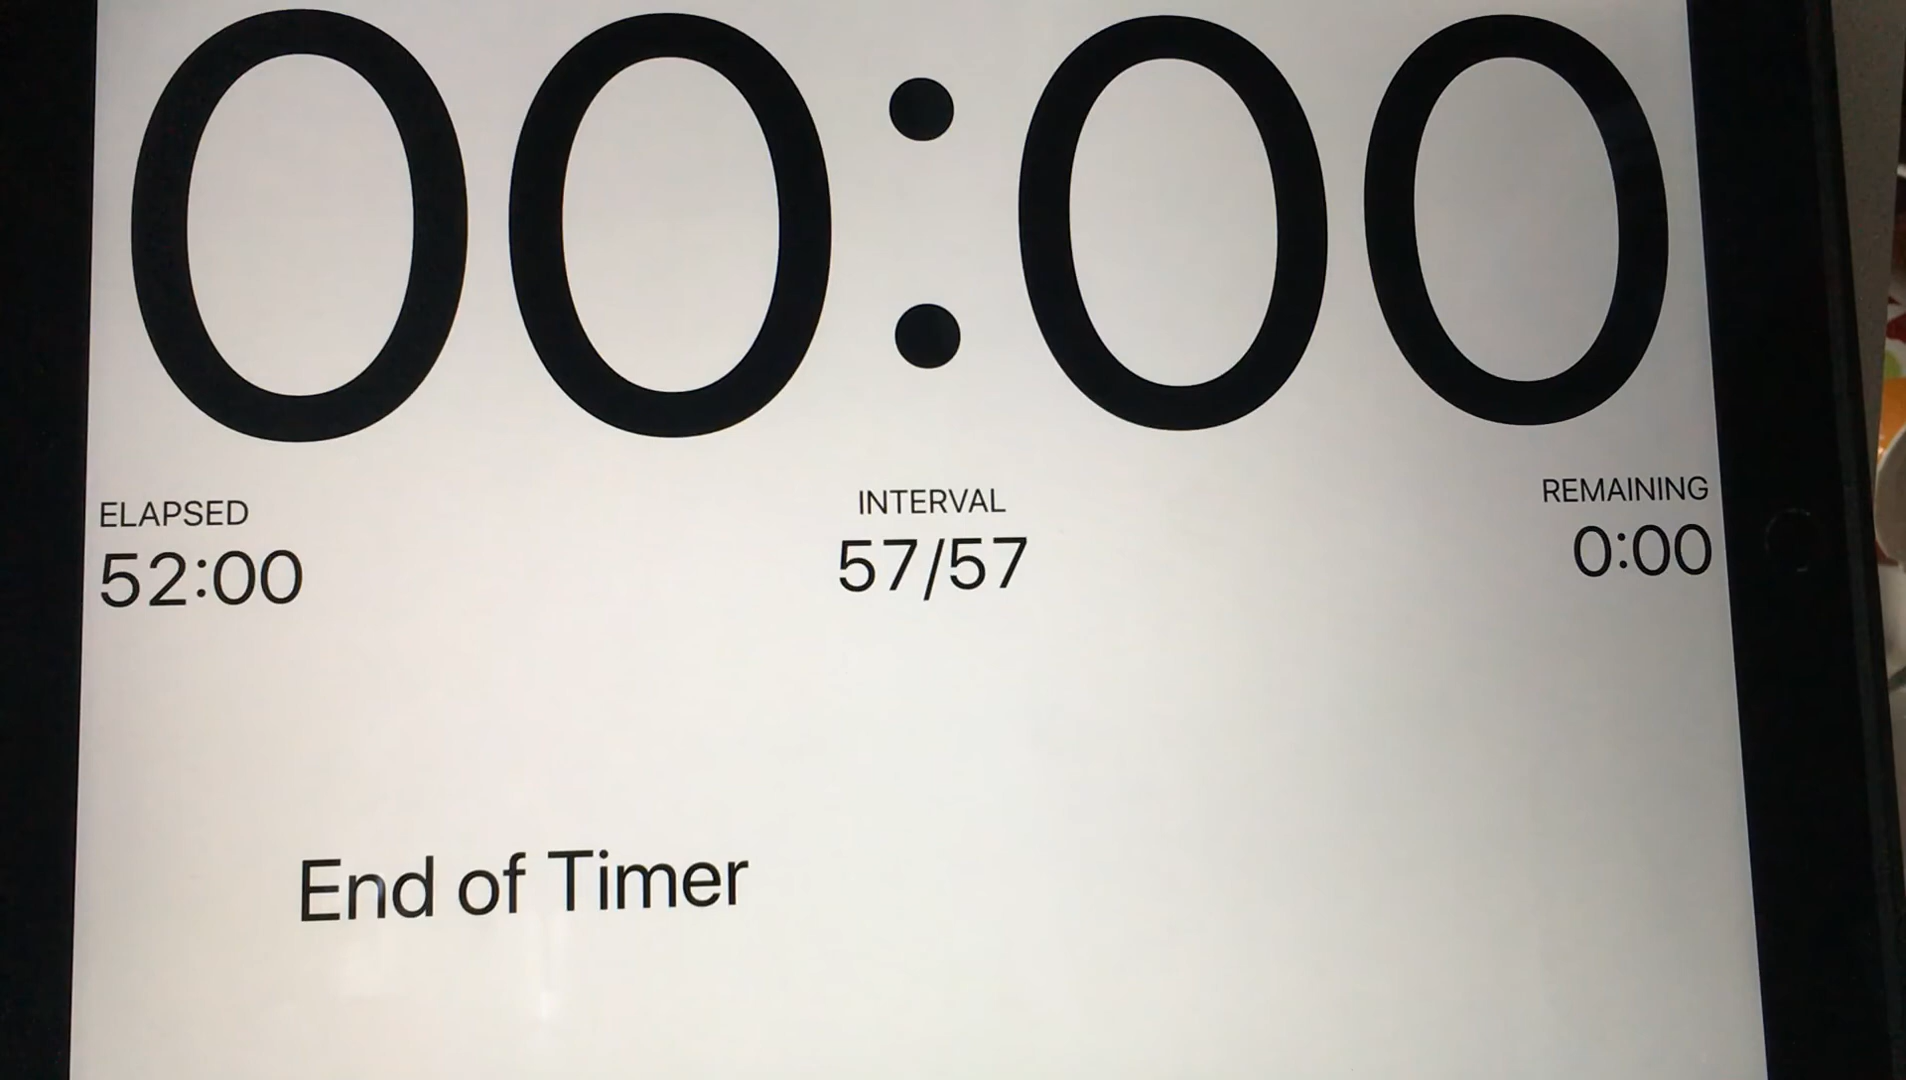 00:00
ELAPSED INTERVAL REMAINING
52:00 57/57 0:00
End of Timer